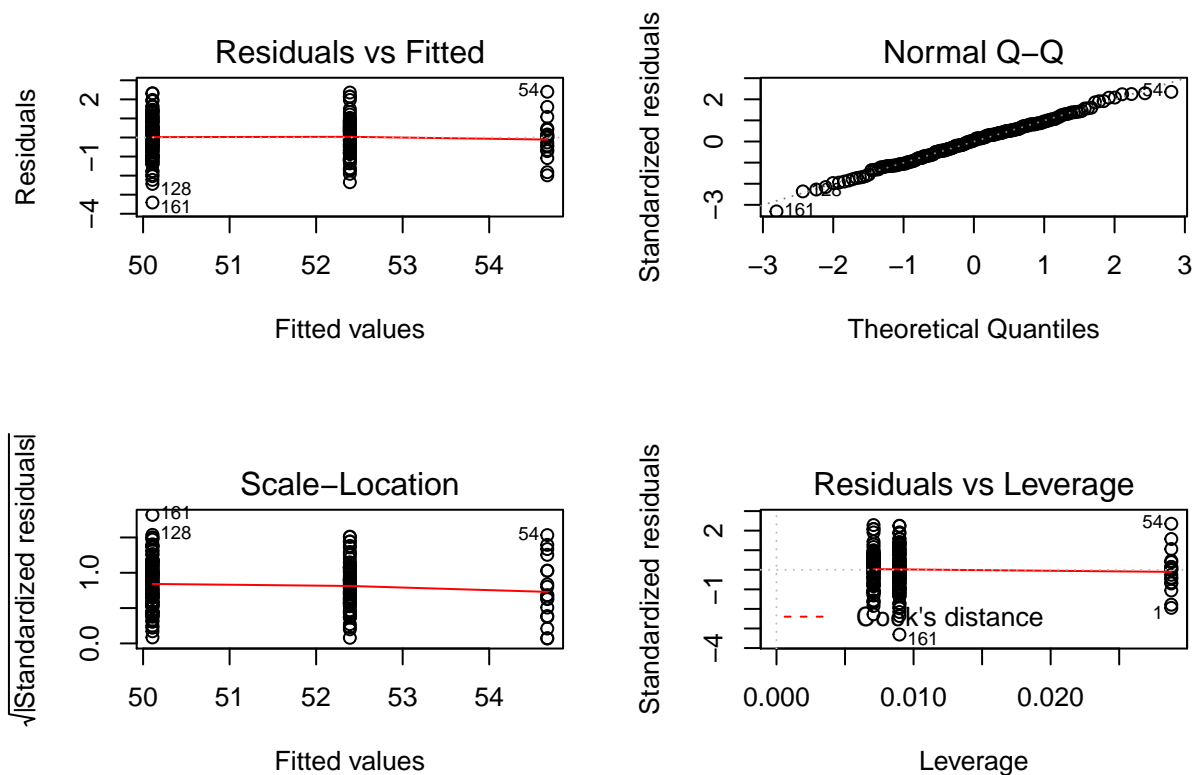 Residuals vs Fitted
Residuals
2
−1
−4
54
128
161
50 51 52 53 54
Fitted values
Normal Q−Q
Standardized residuals
2
0
−3
54
161
−3 −2 −1 0 1 2 3
Theoretical Quantiles
Scale−Location
√|Standardized residuals|
1.0
0.0
161
128
54
50 51 52 53 54
Fitted values
Residuals vs Leverage
Standardized residuals
2
−1
−4
54
1
Cook's distance
161
0.000 0.010 0.020
Leverage